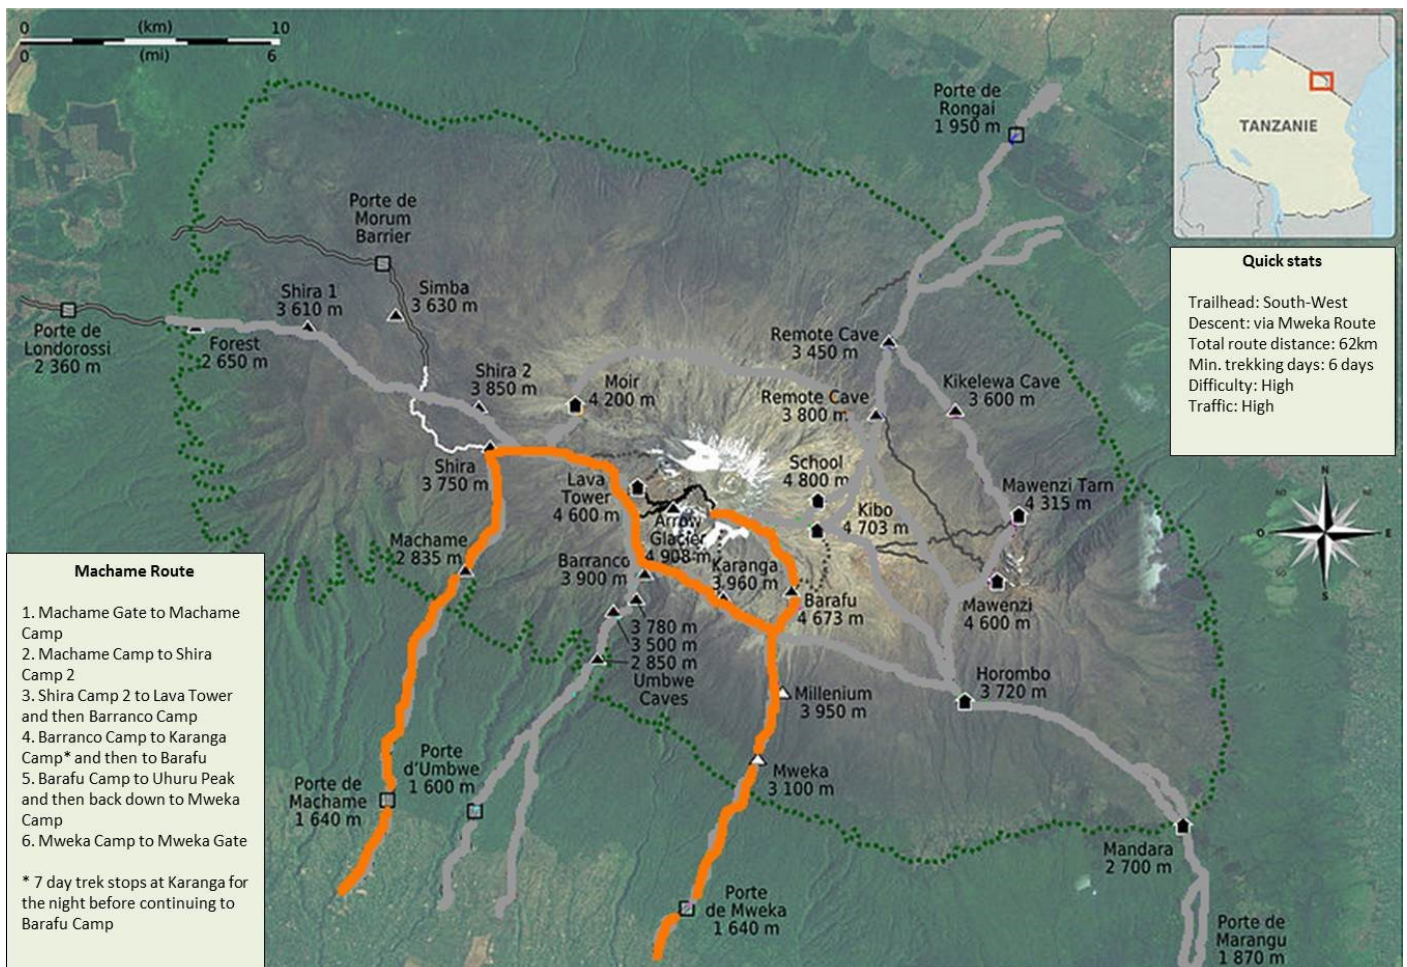 0 (km) 10
0 (mi) 6
TANZANIE
Porte de
Rongai
1 950 m
Porte de
Morum
Barrier
Simba
3 630 m
Shira 1
3 610 m
Porte de
Londorossi
2 360 m
Forest
2 650 m
Shira 2
3 850 m
Moir
4 200 m
Remote Cave
3 450 m
Remote Cave
3 800 m
Kikelewa Cave
3 600 m
Quick stats
Trailhead: South-West
Descent: via Mweka Route
Total route distance: 62km
Min. trekking days: 6 days
Difficulty: High
Traffic: High
Shira
3 750 m
Lava
Tower
4 600 m
School
4 800 m
Kibo
4 703 m
Mawenzi Tarn
4 315 m
Arrow
Glacier
4 908 m
Machame
2 835 m
Barranco
3 900 m
Karanga
3 960 m
Barafu
4 673 m
Mawenzi
4 600 m
3 780 m
3 500 m
2 850 m
Umbwe
Caves
Horombo
3 720 m
Millenium
3 950 m
Mweka
3 100 m
Porte
d'Umbwe
1 600 m
Porte de
Machame
1 640 m
Mandara
2 700 m
Porte
de Mweka
1 640 m
Porte de
Marangu
1 870 m
N
NO
NE
O
E
SO
SE
S
Machame Route
1. Machame Gate to Machame
Camp
2. Machame Camp to Shira
Camp 2
3. Shira Camp 2 to Lava Tower
and then Barranco Camp
4. Barranco Camp to Karanga
Camp* and then to Barafu
5. Barafu Camp to Uhuru Peak
and then back down to Mweka
Camp
6. Mweka Camp to Mweka Gate
* 7 day trek stops at Karanga for
the night before continuing to
Barafu Camp